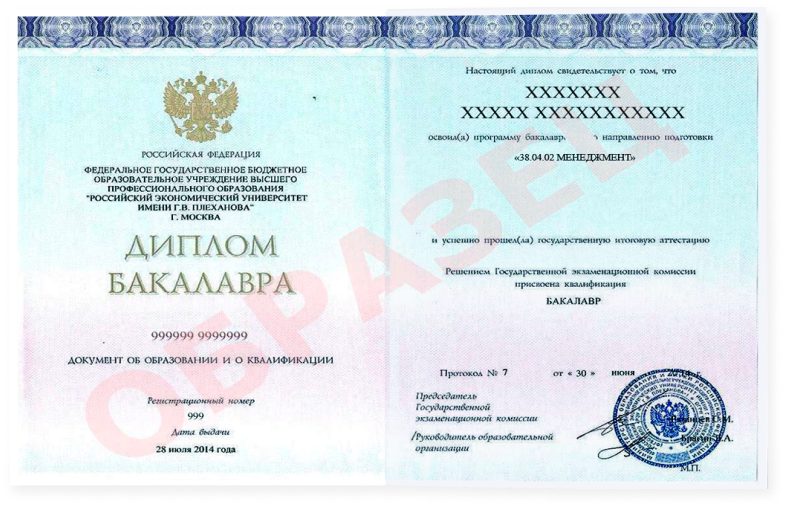 РОССИЙСКАЯ ФЕДЕРАЦИЯ
ФЕДЕРАЛЬНОЕ ГОСУДАРСТВЕННОЕ БЮДЖЕТНОЕ
ОБРАЗОВАТЕЛЬНОЕ УЧРЕЖДЕНИЕ ВЫСШЕГО
ПРОФЕССИОНАЛЬНОГО ОБРАЗОВАНИЯ
"РОССИЙСКИЙ ЭКОНОМИЧЕСКИЙ УНИВЕРСИТЕТ
ИМЕНИ Г.В. ПЛЕХАНОВА"
Г. МОСКВА
ДИПЛОМ
БАКАЛАВРА
999999 9999999
ДОКУМЕНТ ОБ ОБРАЗОВАНИИ И О КВАЛИФИКАЦИИ
Регистрационный номер
999
Дата выдачи
28 июля 2014 года
Настоящий диплом свидетельствует о том, что
XXXXXXX
XXXXX XXXXXXXXXXX
освоил(а) программу бакалавр о направлению подготовки
«38.04.02 МЕНЕДЖМЕНТ»
и успешно прошел(ла) государственную итоговую аттестацию
Решением Государственной экзаменационной комиссии
присвоена квалификация
БАКАЛАВР
Протокол № 7 от « 30 » июня г.
Председатель
Государственной
экзаменационной комиссии
/Руководитель образовательной
организации
М.П.
ОБРАЗЕЦ